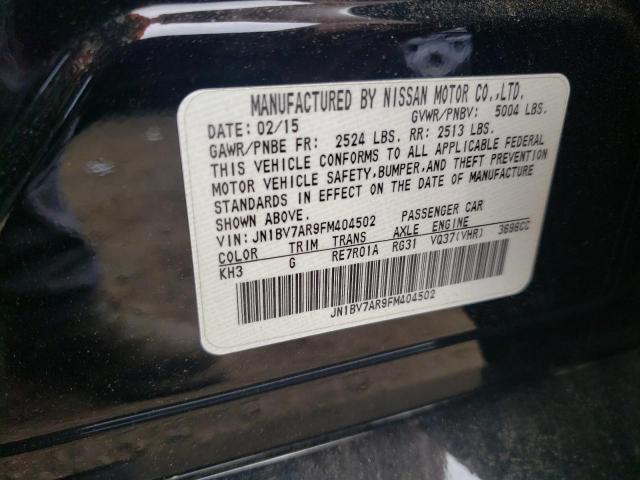 MANUFACTURED BY NISSAN MOTOR CO.,LTD.
DATE: 02/15 GVWR/PNBV: 5004 LBS.
GAWR/PNBE FR: 2524 LBS. RR: 2513 LBS.
THIS VEHICLE CONFORMS TO ALL APPLICABLE FEDERAL
MOTOR VEHICLE SAFETY, BUMPER, AND THEFT PREVENTION
STANDARDS IN EFFECT ON THE DATE OF MANUFACTURE
SHOWN ABOVE.
VIN: JN1BV7AR9FM404502 PASSENGER CAR
COLOR TRIM TRANS AXLE ENGINE
KH3 G RE7R01A RG31 VQ37(VHR) 3696CC
JN1BV7AR9FM404502